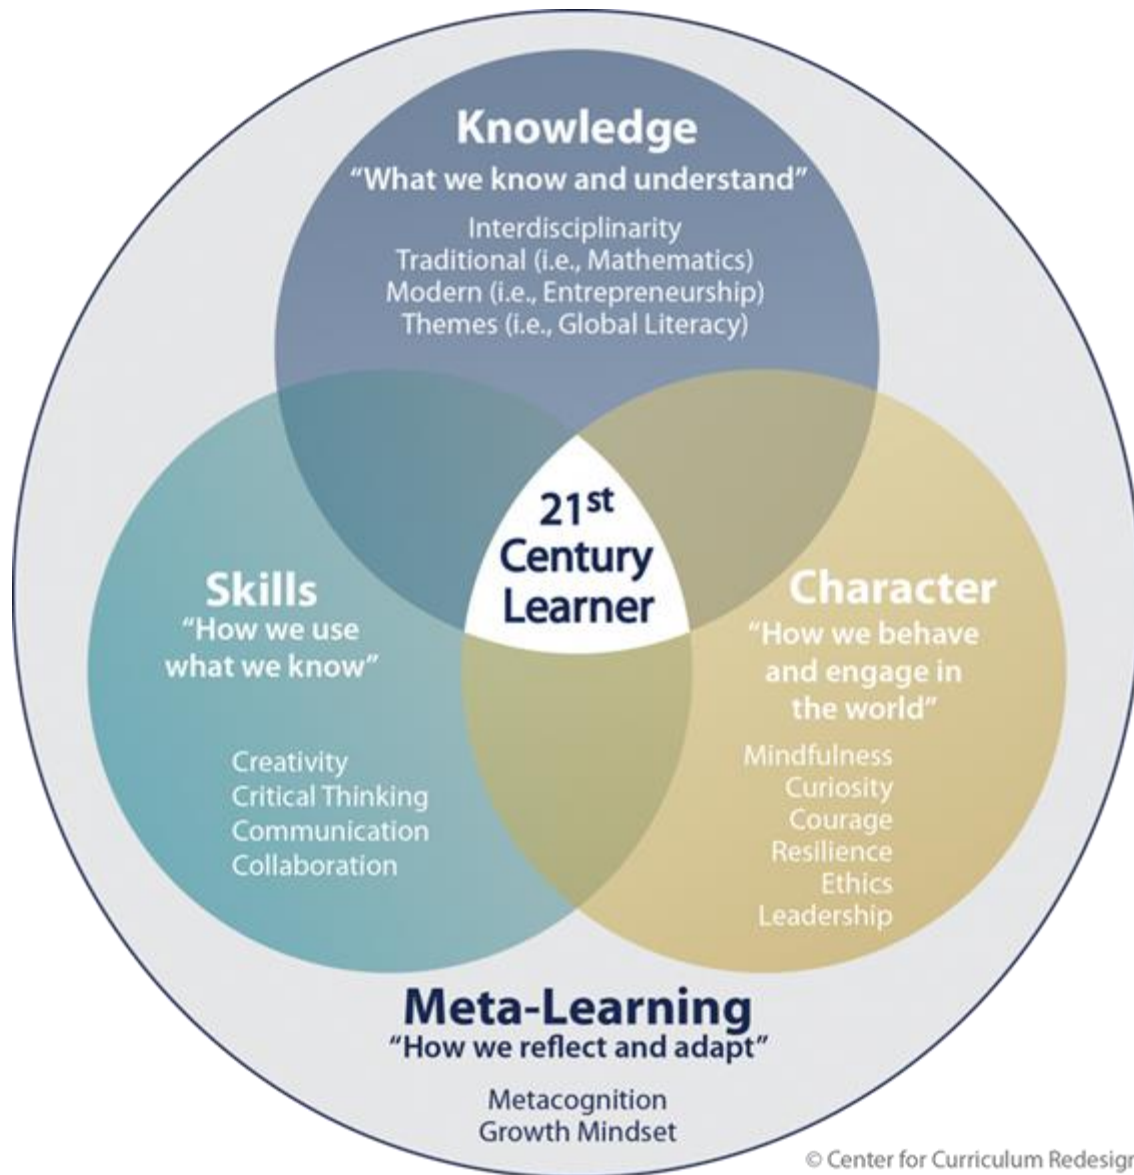 Knowledge
“What we know and understand”
Interdisciplinarity
Traditional (i.e., Mathematics)
Modern (i.e., Entrepreneurship)
Themes (i.e., Global Literacy)
21st
Century
Learner
Skills
“How we use
what we know”
Creativity
Critical Thinking
Communication
Collaboration
Character
“How we behave
and engage in
the world”
Mindfulness
Curiosity
Courage
Resilience
Ethics
Leadership
Meta-Learning
“How we reflect and adapt”
Metacognition
Growth Mindset
© Center for Curriculum Redesign